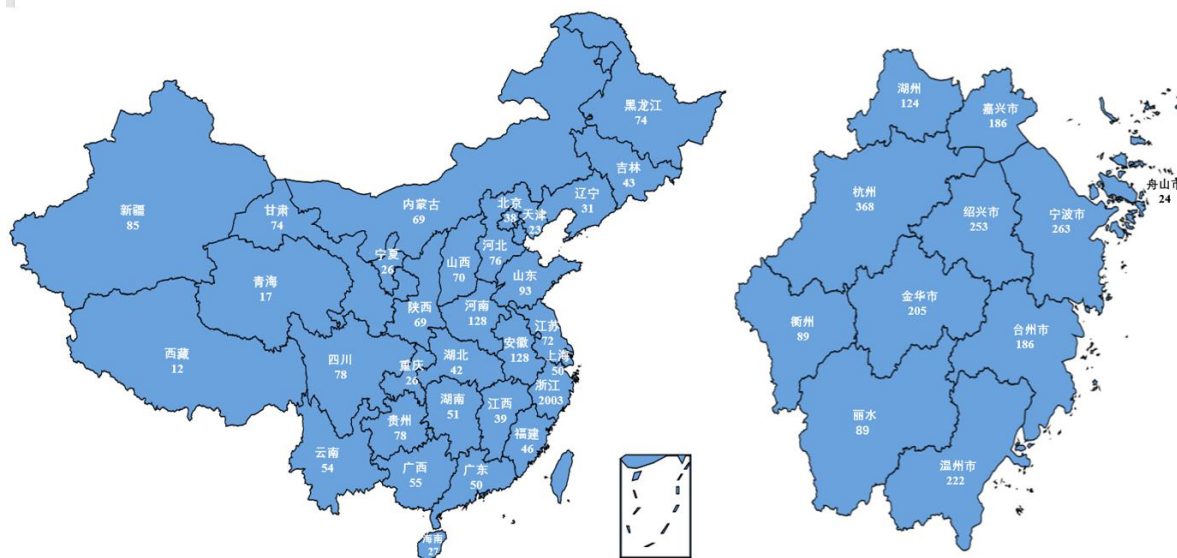 黑龙江
74
吉林
43
辽宁
31
内蒙古
69
北京
38
天津
23
新疆
85
甘肃
74
宁夏
26
山西
70
河北
76
山东
93
青海
17
陕西
69
河南
128
江苏
72
安徽
128
上海
50
西藏
12
四川
78
重庆
26
湖北
42
浙江
2003
湖南
51
江西
39
贵州
78
福建
46
云南
54
广西
55
广东
50
海南
27
湖州
124
嘉兴市
186
舟山市
24
杭州
368
绍兴市
253
宁波市
263
金华市
205
衢州
89
台州市
186
丽水
89
温州市
222